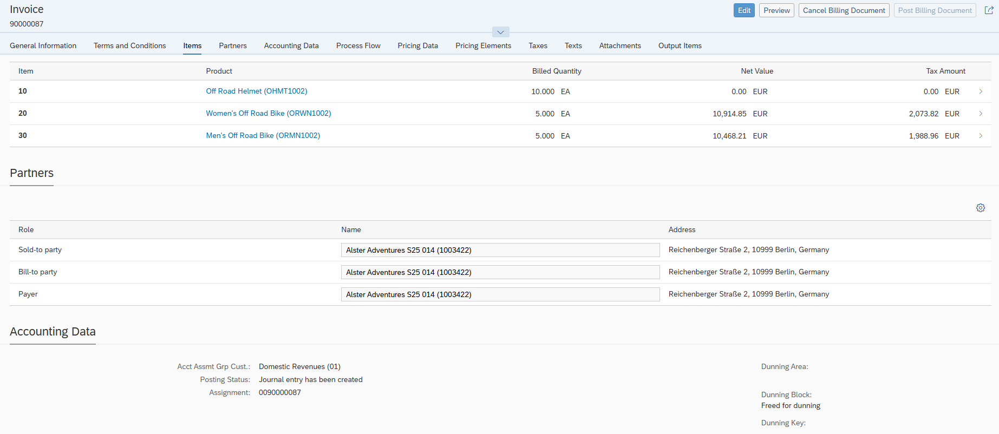 Invoice
90000087
Edit Preview Cancel Billing Document Post Billing Document
General Information Terms and Conditions Items Partners Accounting Data Process Flow Pricing Data Pricing Elements Taxes Texts Attachments Output Items
Item Product Billed Quantity Net Value Tax Amount
10 Off Road Helmet (OHMT1002) 10.000 EA 0.00 EUR 0.00 EUR
20 Women's Off Road Bike (ORWN1002) 5.000 EA 10,914.85 EUR 2,073.82 EUR
30 Men's Off Road Bike (ORMN1002) 5.000 EA 10,468.21 EUR 1,988.96 EUR
Partners
Role Name Address
Sold-to party Alster Adventures S25 014 (1003422) Reichenberger Straße 2, 10999 Berlin, Germany
Bill-to party Alster Adventures S25 014 (1003422) Reichenberger Straße 2, 10999 Berlin, Germany
Payer Alster Adventures S25 014 (1003422) Reichenberger Straße 2, 10999 Berlin, Germany
Accounting Data
Acct Assmt Grp Cust.: Domestic Revenues (01) Dunning Area:
Posting Status: Journal entry has been created
Assignment: 0090000087
Dunning Block:
Freed for dunning
Dunning Key: